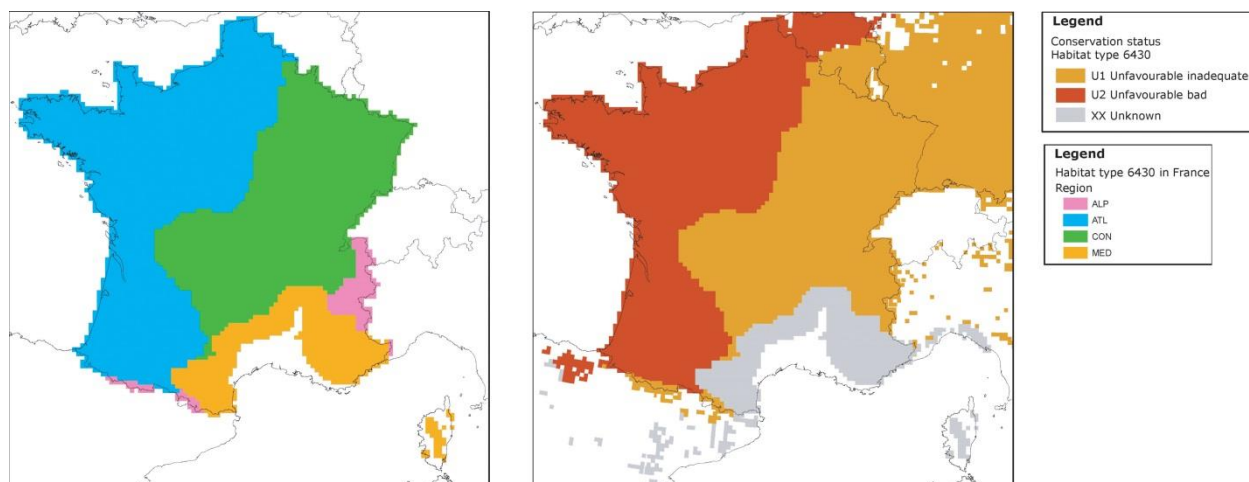 Legend
Conservation status
Habitat type 6430
U1 Unfavourable inadequate
U2 Unfavourable bad
XX Unknown
Legend
Habitat type 6430 in France
Region
ALP
ATL
CON
MED